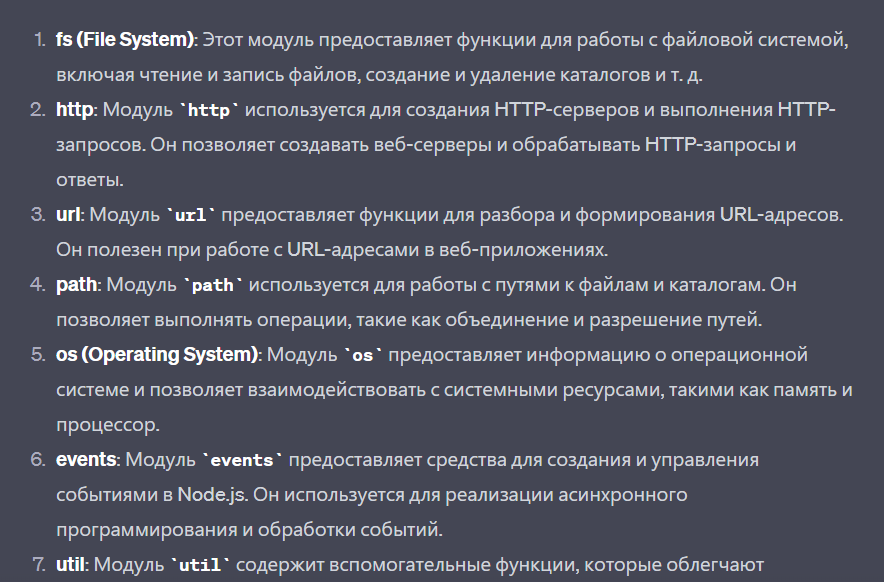 1. fs (File System): Этот модуль предоставляет функции для работы с файловой системой,
включая чтение и запись файлов, создание и удаление каталогов и т. д.
2. http: Модуль `http` используется для создания HTTP-серверов и выполнения HTTP-
запросов. Он позволяет создавать веб-серверы и обрабатывать HTTP-запросы и
ответы.
3. url: Модуль `url` предоставляет функции для разбора и формирования URL-адресов.
Он полезен при работе с URL-адресами в веб-приложениях.
4. path: Модуль `path` используется для работы с путями к файлам и каталогам. Он
позволяет выполнять операции, такие как объединение и разрешение путей.
5. os (Operating System): Модуль `os` предоставляет информацию о операционной
системе и позволяет взаимодействовать с системными ресурсами, такими как память и
процессор.
6. events: Модуль `events` предоставляет средства для создания и управления
событиями в Node.js. Он используется для реализации асинхронного
программирования и обработки событий.
7. util: Модуль `util` содержит вспомогательные функции, которые облегчают